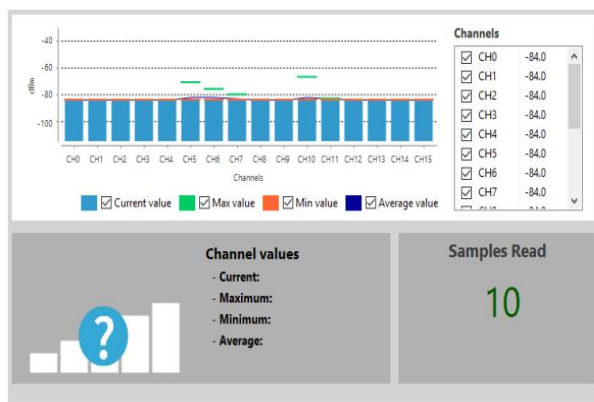 -40
-60
-80
-100
dBm
CH0 CH1 CH2 CH3 CH4 CH5 CH6 CH7 CH8 CH9 CH10 CH11 CH12 CH13 CH14 CH15
Channels
Current value Max value Min value Average value
Channels
CH0 -84.0
CH1 -84.0
CH2 -84.0
CH3 -84.0
CH4 -84.0
CH5 -84.0
CH6 -84.0
CH7 -84.0
?
Channel values
- Current:
- Maximum:
- Minimum:
- Average:
Samples Read
10